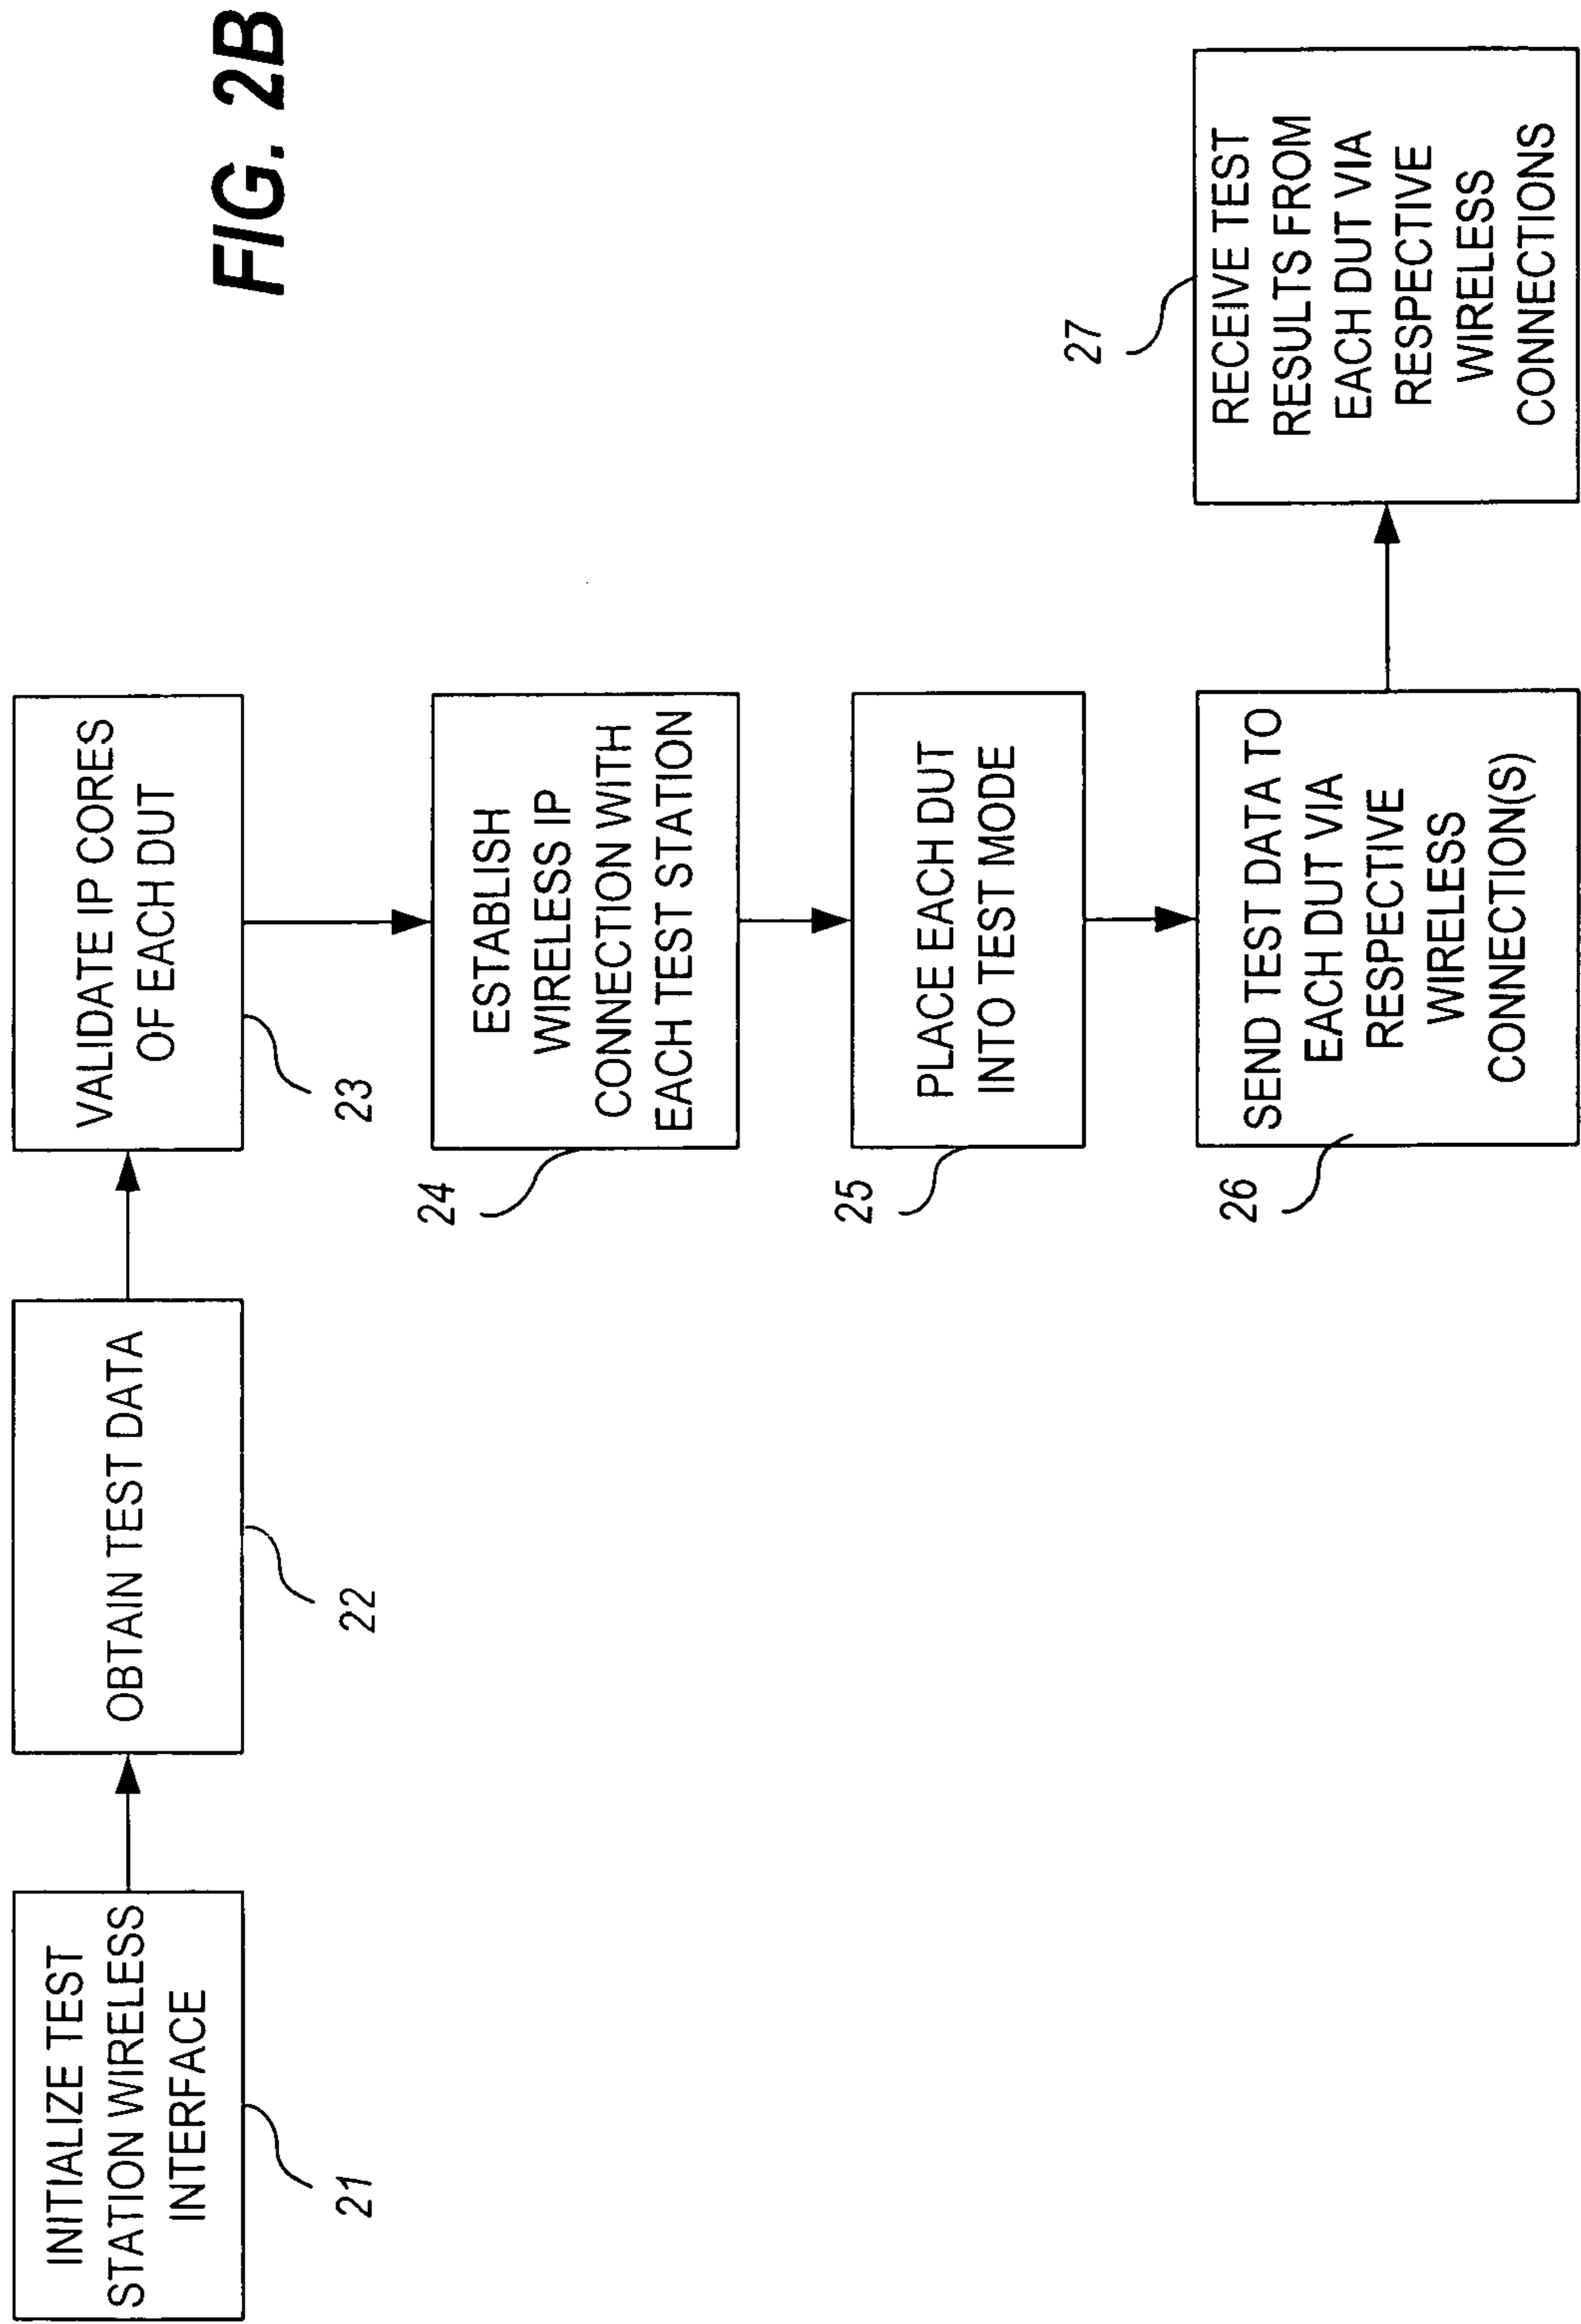 FIG. 2B
INITIALIZE TEST
STATION WIRELESS
INTERFACE
21
OBTAIN TEST DATA
22
VALIDATE IP CORES
OF EACH DUT
23
ESTABLISH
WIRELESS IP
CONNECTION WITH
EACH TEST STATION
24
PLACE EACH DUT
INTO TEST MODE
25
SEND TEST DATA TO
EACH DUT VIA
RESPECTIVE
WIRELESS
CONNECTION(S)
26
RECEIVE TEST
RESULTS FROM
EACH DUT VIA
RESPECTIVE
WIRELESS
CONNECTIONS
27